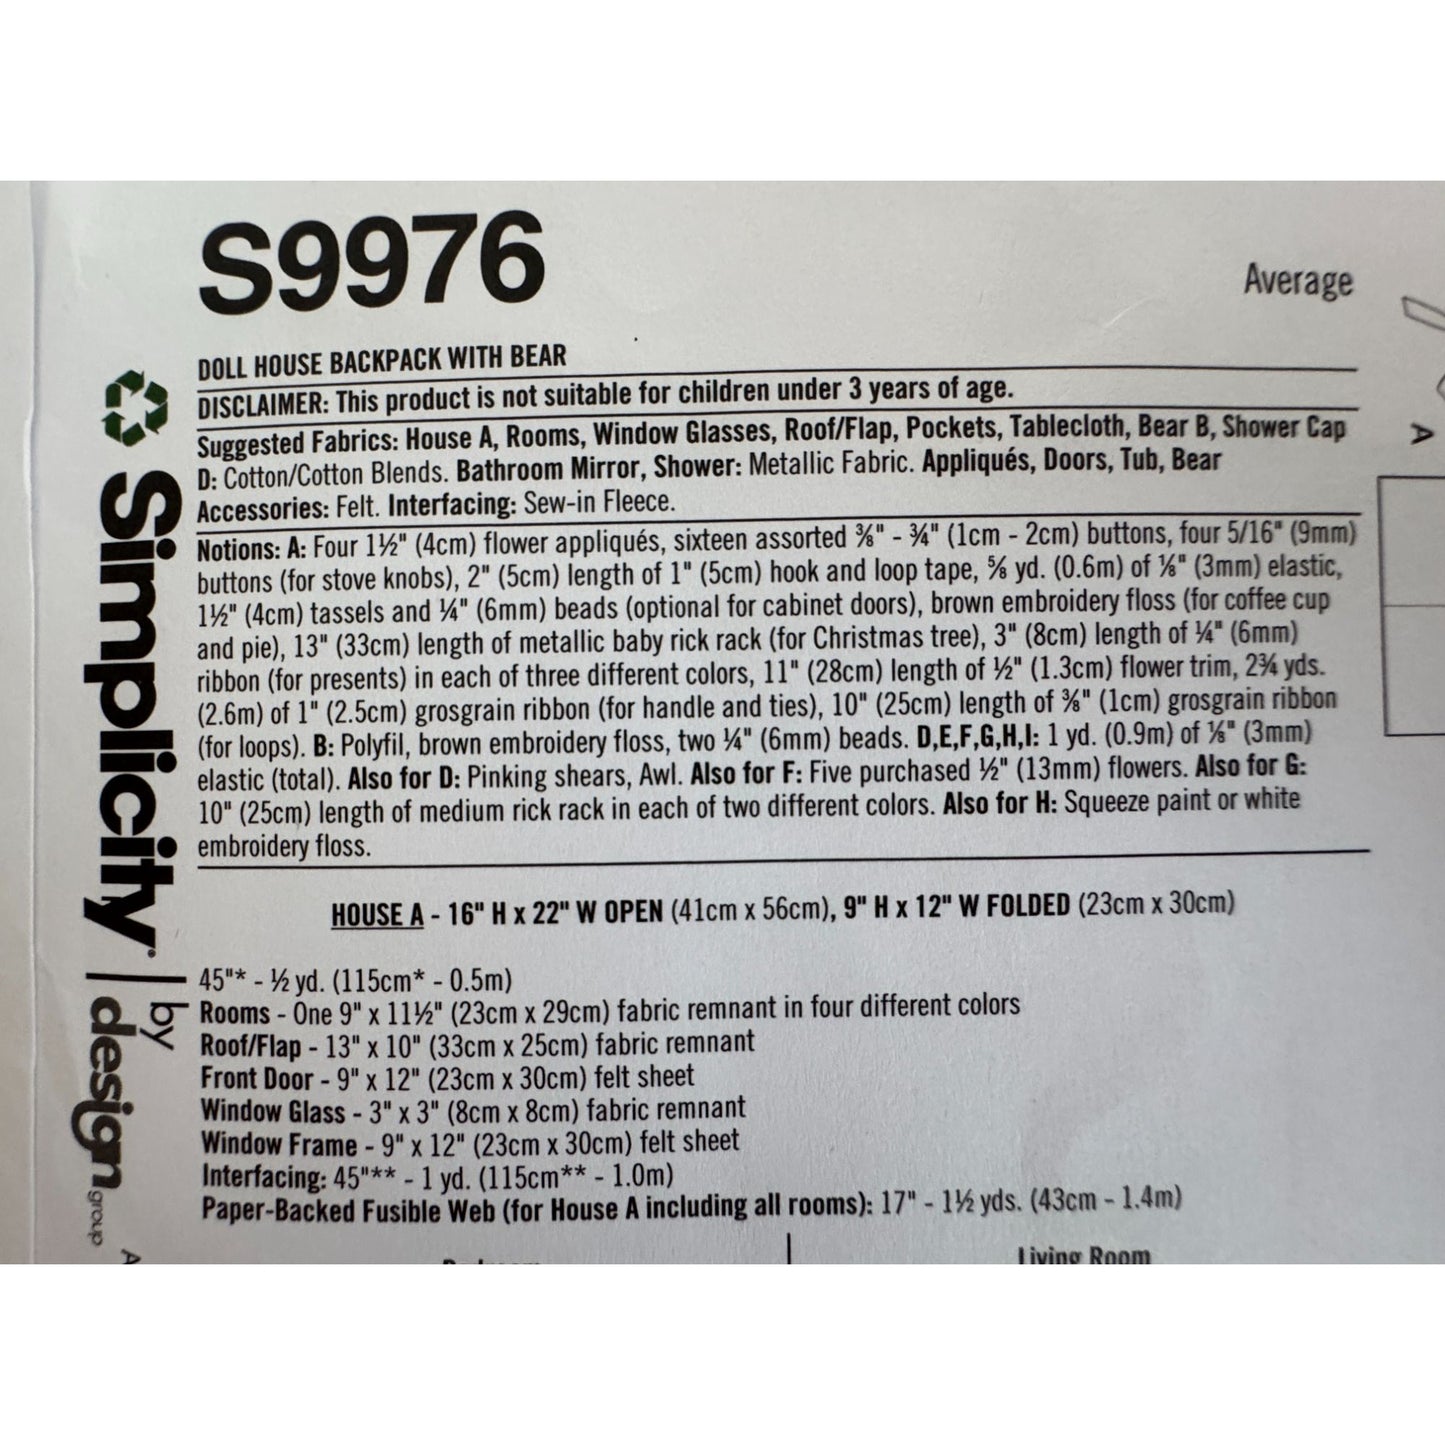 S9976
Average
DOLL HOUSE BACKPACK WITH BEAR
DISCLAIMER: This product is not suitable for children under 3 years of age.
Suggested Fabrics: House A, Rooms, Window Glasses, Roof/Flap, Pockets, Tablecloth, Bear B, Shower Cap
D: Cotton/Cotton Blends. Bathroom Mirror, Shower: Metallic Fabric. Appliqués, Doors, Tub, Bear
Accessories: Felt. Interfacing: Sew-in Fleece.
Notions: A: Four 1½" (4cm) flower appliqués, sixteen assorted ⅜" - ¾" (1cm - 2cm) buttons, four 5/16" (9mm)
buttons (for stove knobs), 2" (5cm) length of 1" (5cm) hook and loop tape, ⅝ yd. (0.6m) of ⅛" (3mm) elastic,
1½" (4cm) tassels and ¼" (6mm) beads (optional for cabinet doors), brown embroidery floss (for coffee cup
and pie), 13" (33cm) length of metallic baby rick rack (for Christmas tree), 3" (8cm) length of ¼" (6mm)
ribbon (for presents) in each of three different colors, 11" (28cm) length of ½" (1.3cm) flower trim, 2¾ yds.
(2.6m) of 1" (2.5cm) grosgrain ribbon (for handle and ties), 10" (25cm) length of ⅜" (1cm) grosgrain ribbon
(for loops). B: Polyfil, brown embroidery floss, two ¼" (6mm) beads. D,E,F,G,H,I: 1 yd. (0.9m) of ⅛" (3mm)
elastic (total). Also for D: Pinking shears, Awl. Also for F: Five purchased ½" (13mm) flowers. Also for G:
10" (25cm) length of medium rick rack in each of two different colors. Also for H: Squeeze paint or white
embroidery floss.
HOUSE A - 16" H x 22" W OPEN (41cm x 56cm), 9" H x 12" W FOLDED (23cm x 30cm)
45"* - ½ yd. (115cm* - 0.5m)
Rooms - One 9" x 11½" (23cm x 29cm) fabric remnant in four different colors
Roof/Flap - 13" x 10" (33cm x 25cm) fabric remnant
Front Door - 9" x 12" (23cm x 30cm) felt sheet
Window Glass - 3" x 3" (8cm x 8cm) fabric remnant
Window Frame - 9" x 12" (23cm x 30cm) felt sheet
Interfacing: 45"** - 1 yd. (115cm** - 1.0m)
Paper-Backed Fusible Web (for House A including all rooms): 17" - 1½ yds. (43cm - 1.4m)
Living Room
Simplicity
by
design
group
A
A